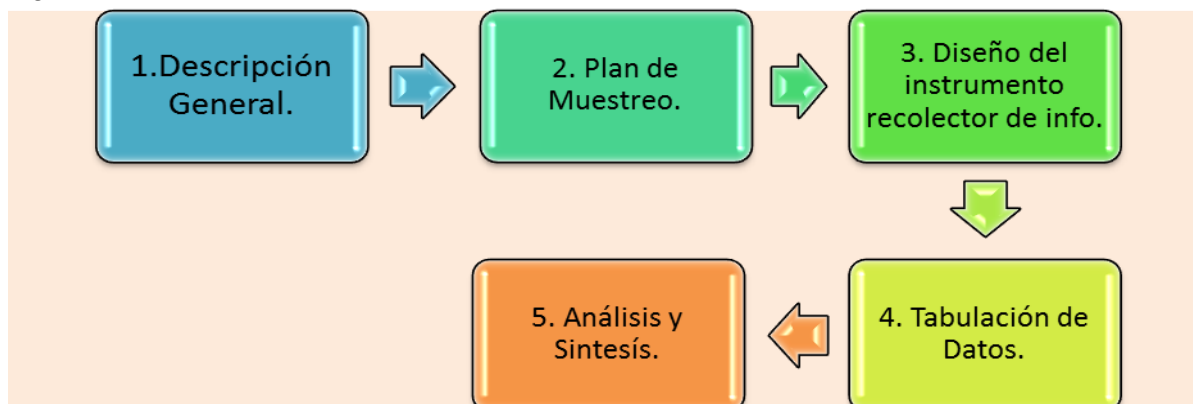 1.Descripción
General.
2. Plan de
Muestreo.
3. Diseño del
instrumento
recolector de info.
4. Tabulación de
Datos.
5. Análisis y
Sintesís.